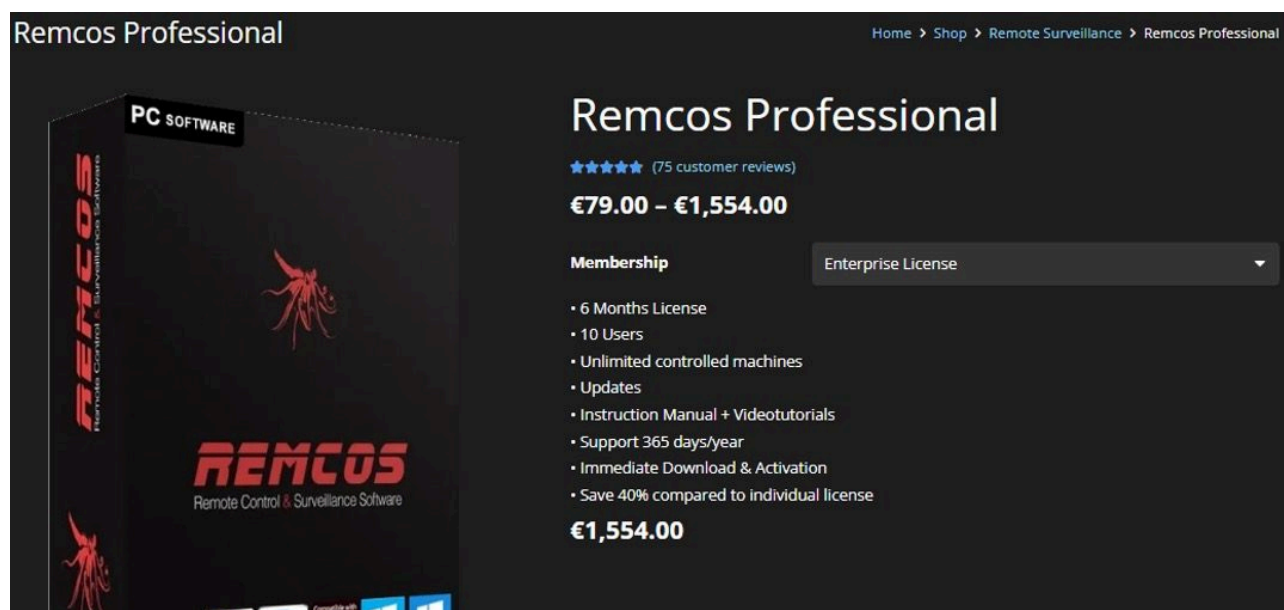 Remcos Professional
Home > Shop > Remote Surveillance > Remcos Professional
PC SOFTWARE
REMCOS
Remote Control & Surveillance Software
REMCOS
Remote Control & Surveillance Software
Compatible with
Remcos Professional
(75 customer reviews)
€79.00 – €1,554.00
Membership
Enterprise License
• 6 Months License
• 10 Users
• Unlimited controlled machines
• Updates
• Instruction Manual + Videotutorials
• Support 365 days/year
• Immediate Download & Activation
• Save 40% compared to individual license
€1,554.00